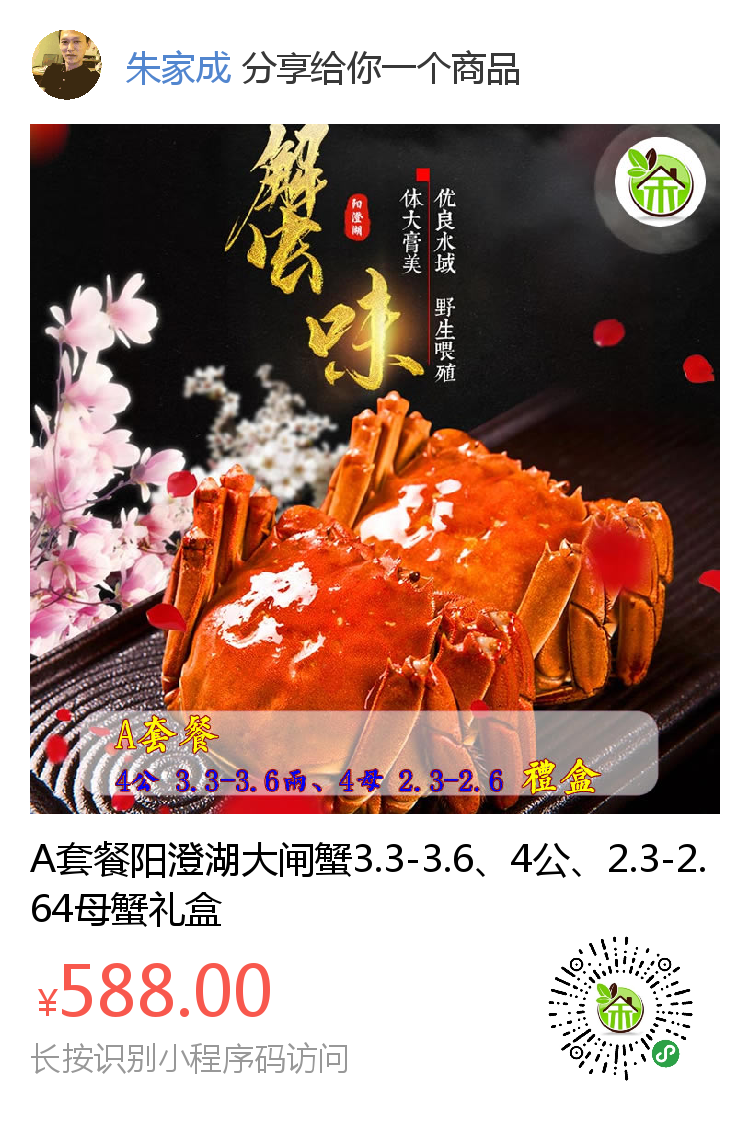 朱家成 分享给你一个商品
蟹
味
阳澄湖
优良水域 野生喂殖
体大膏美
A套餐
4公 3.3-3.6兩、4母 2.3-2.6 禮盒
A套餐阳澄湖大闸蟹3.3-3.6、4公、2.3-2.
64母蟹礼盒
¥588.00
长按识别小程序码访问